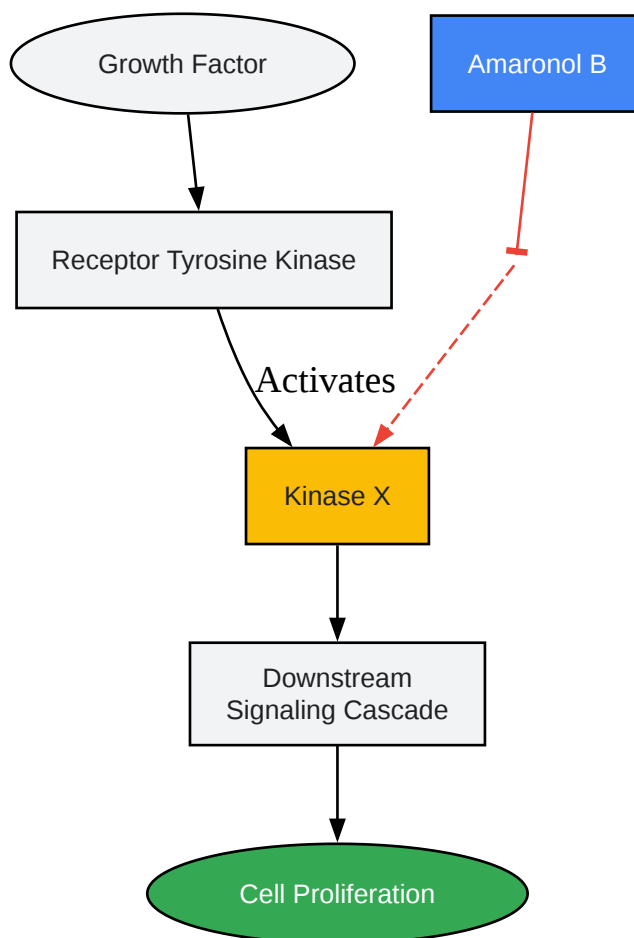 Growth Factor
Amaronol B
Receptor Tyrosine Kinase
Activates
Kinase X
Downstream
Signaling Cascade
Cell Proliferation